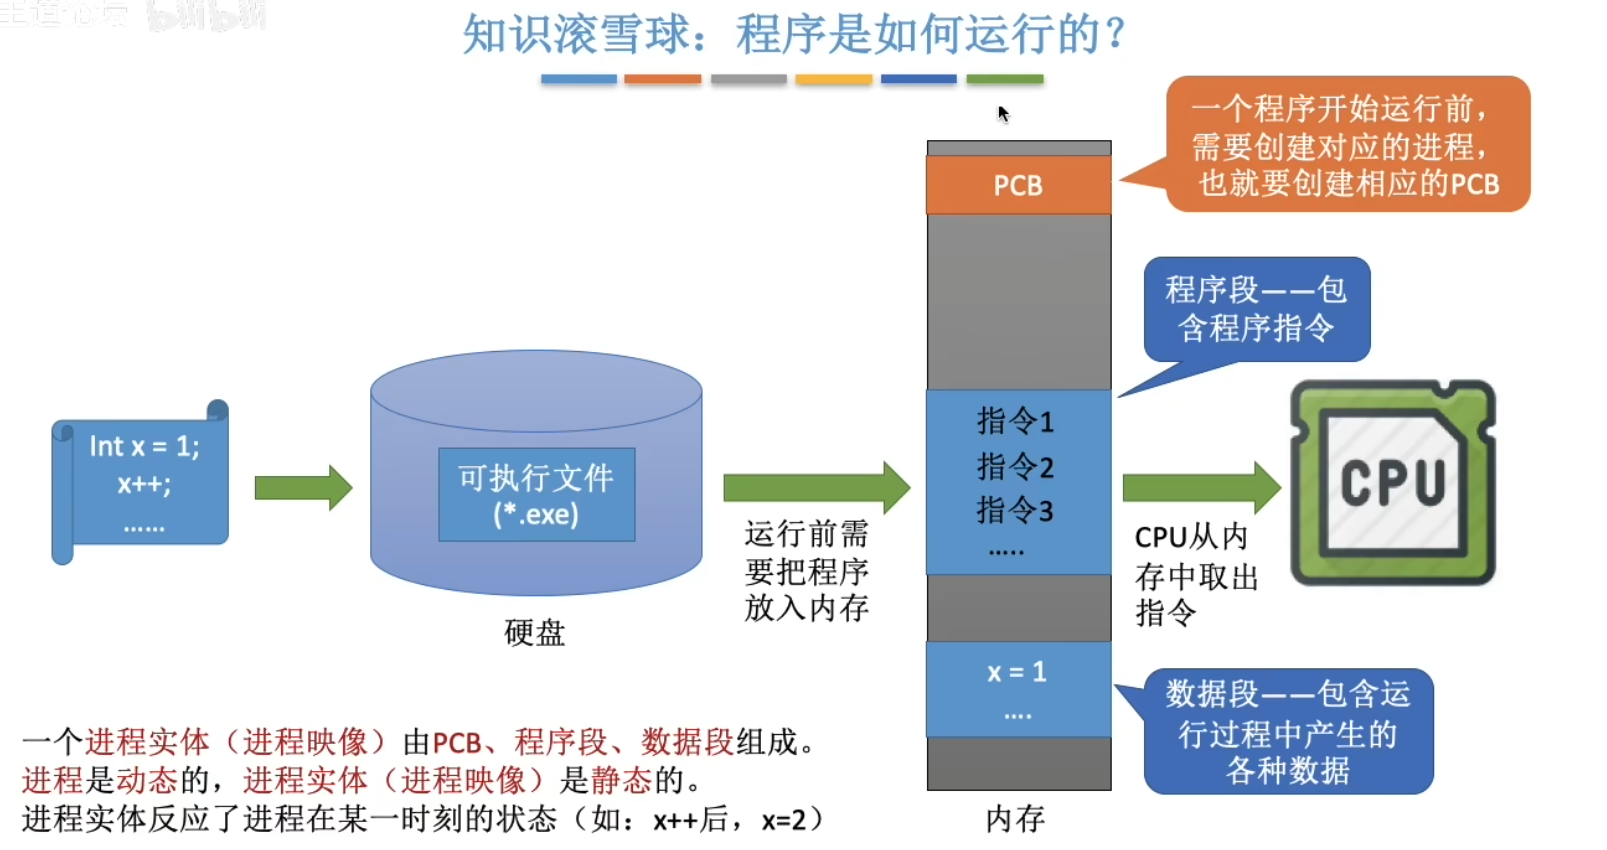 王道论坛 bilibili
知识滚雪球：程序是如何运行的？
一个程序开始运行前，
需要创建对应的进程，
也就要创建相应的PCB
PCB
程序段——包
含程序指令
Int x = 1;
x++;
……
可执行文件
(*.exe)
硬盘
运行前需
要把程序
放入内存
指令1
指令2
指令3
…..
CPU从内
存中取出
指令
CPU
x = 1
….
数据段——包含运
行过程中产生的
各种数据
内存
一个进程实体（进程映像）由PCB、程序段、数据段组成。
进程是动态的，进程实体（进程映像）是静态的。
进程实体反应了进程在某一时刻的状态（如：x++后，x=2）